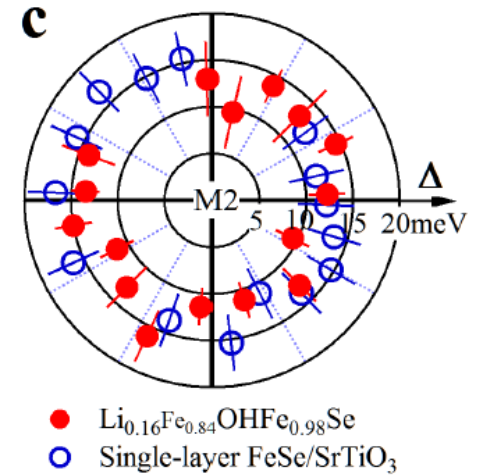 c
M2
Δ
5 10 15 20meV
Li₀.₁₆Fe₀.₈₄OHFe₀.₉₈Se
Single-layer FeSe/SrTiO₃